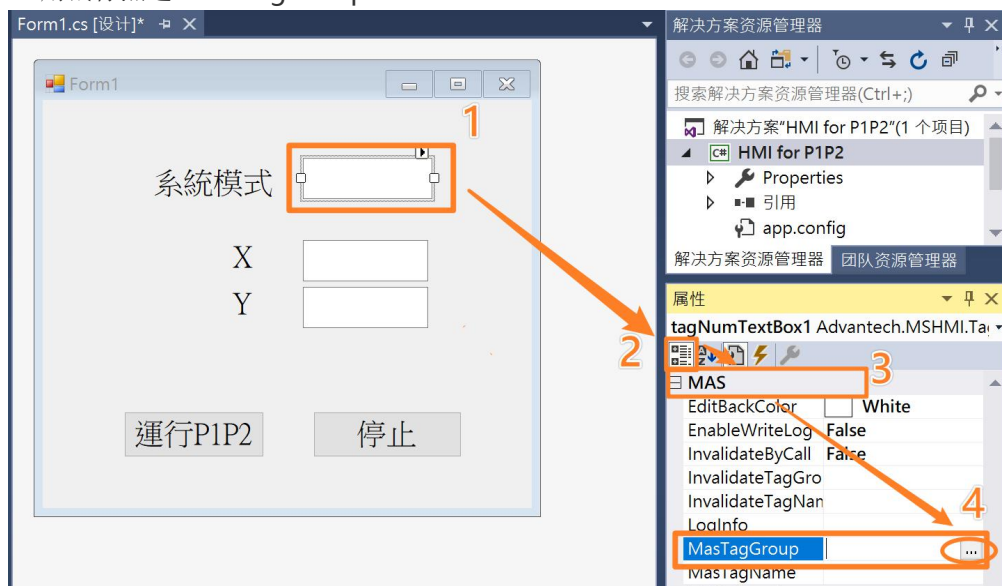 Form1.cs [设计]*
解决方案资源管理器
搜索解决方案资源管理器(Ctrl+;)
解决方案"HMI for P1P2"(1 个项目)
C# HMI for P1P2
Properties
引用
app.config
解决方案资源管理器 团队资源管理器
Form1
1
系統模式
X
Y
運行P1P2 停止
2
属性
tagNumTextBox1 Advantech.MSHMI.Ta
3
MAS
EditBackColor White
EnableWriteLog False
InvalidateByCall False
InvalidateTagGro
InvalidateTagNan
LogInfo
4
MasTagGroup ...
MasTagName